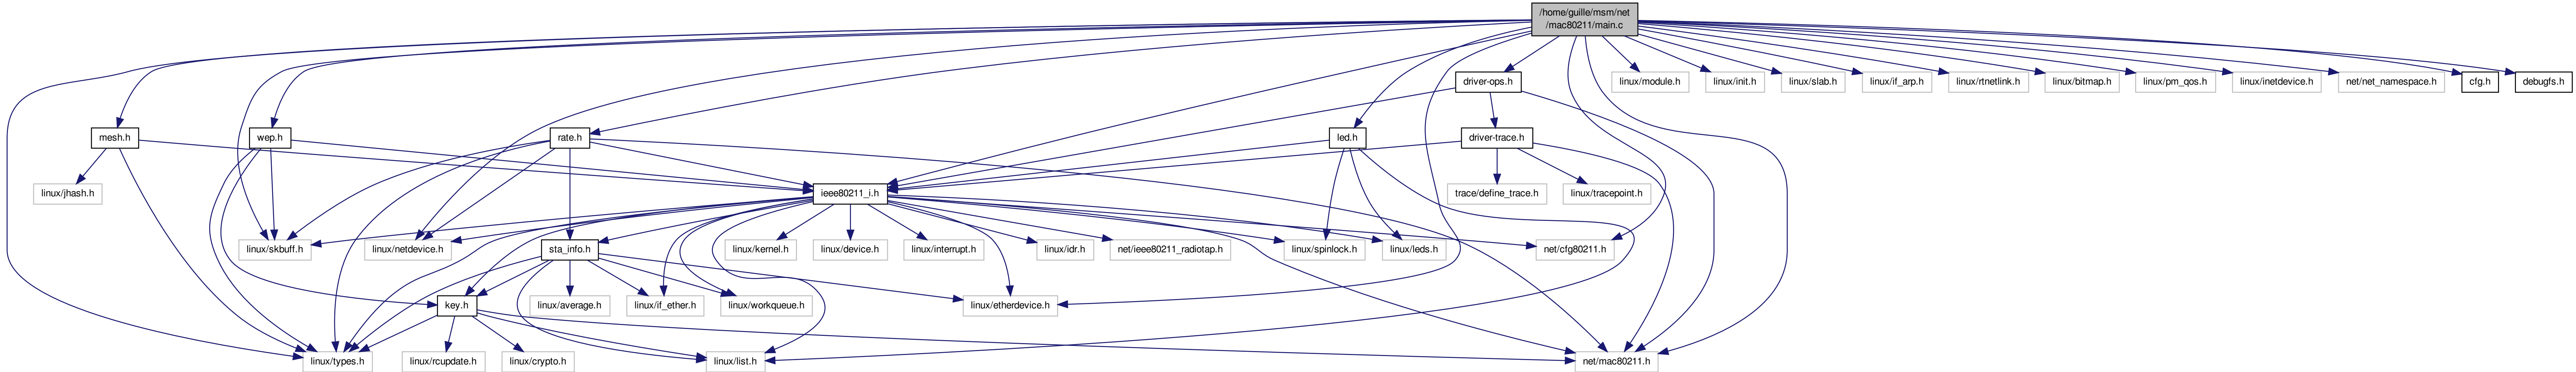 /home/guille/msm/net
/mac80211/main.c
driver-ops.h
linux/module.h
linux/init.h
linux/slab.h
linux/if_arp.h
linux/rtnetlink.h
linux/bitmap.h
linux/pm_qos.h
linux/inetdevice.h
net/net_namespace.h
cfg.h
debugfs.h
mesh.h
wep.h
rate.h
led.h
driver-trace.h
linux/jhash.h
ieee80211_i.h
trace/define_trace.h
linux/tracepoint.h
linux/skbuff.h
linux/netdevice.h
sta_info.h
linux/kernel.h
linux/device.h
linux/interrupt.h
linux/idr.h
net/ieee80211_radiotap.h
linux/spinlock.h
linux/leds.h
net/cfg80211.h
key.h
linux/average.h
linux/if_ether.h
linux/workqueue.h
linux/etherdevice.h
linux/types.h
linux/rcupdate.h
linux/crypto.h
linux/list.h
net/mac80211.h